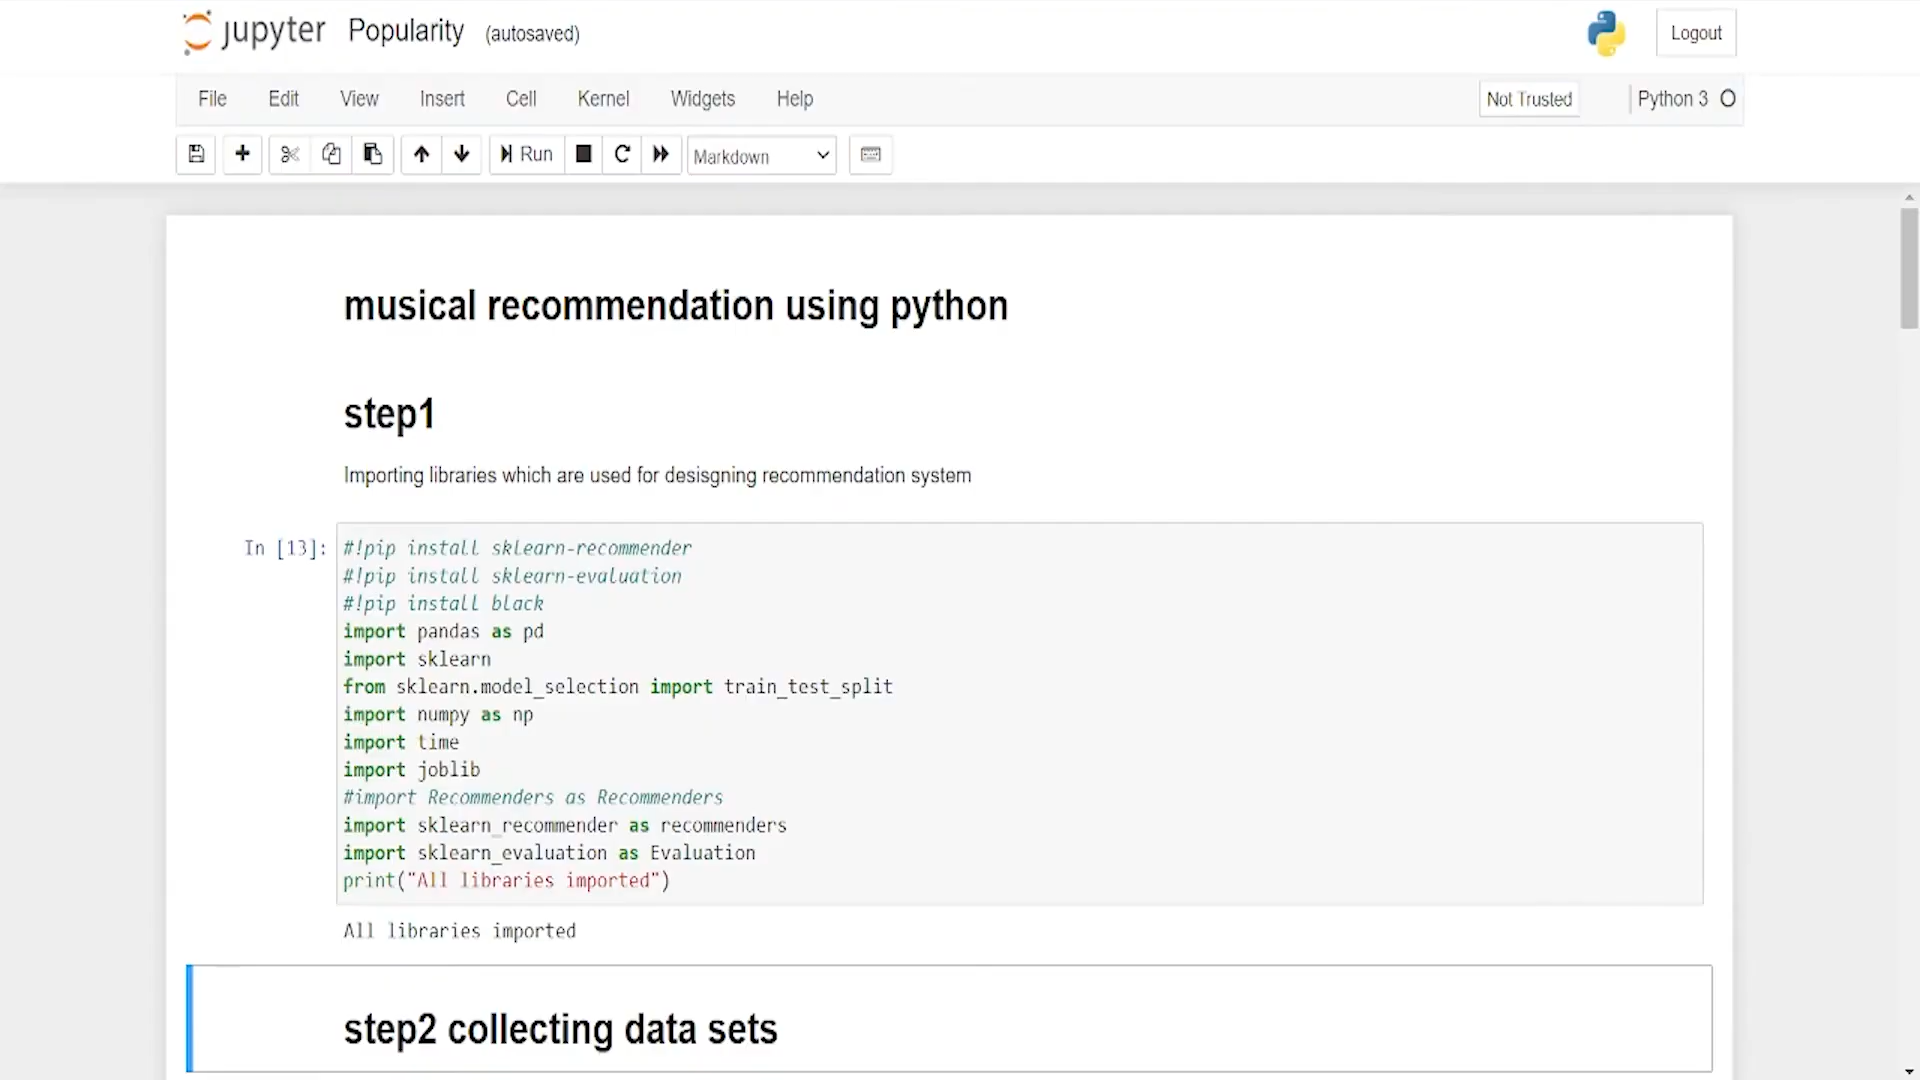 jupyter Popularity (autosaved)
Logout
File Edit View Insert Cell Kernel Widgets Help
Not Trusted
Python 3
Run
Markdown
musical recommendation using python
step1
Importing libraries which are used for desisgning recommendation system
In [13]:
#!pip install sklearn-recommender
#!pip install sklearn-evaluation
#!pip install black
import pandas as pd
import sklearn
from sklearn.model_selection import train_test_split
import numpy as np
import time
import joblib
#import Recommenders as Recommenders
import sklearn_recommender as recommenders
import sklearn_evaluation as Evaluation
print("All libraries imported")
All libraries imported
step2 collecting data sets